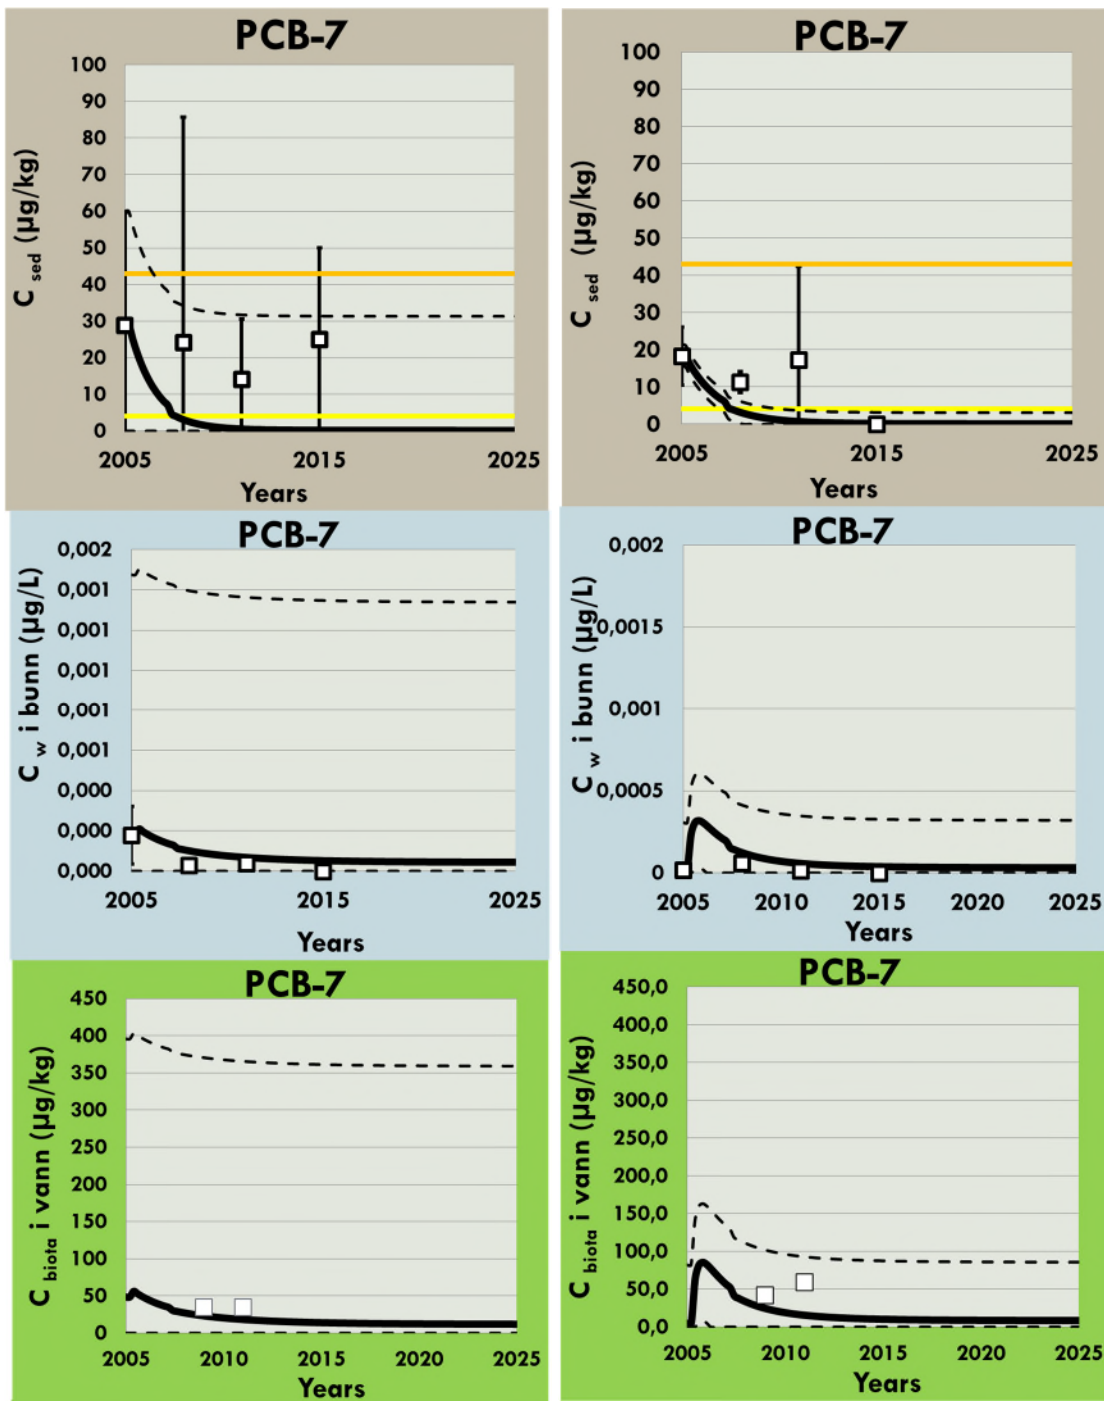 PCB-7
100
90
80
70
60
50
40
30
20
10
0
C sed (µg/kg)
2005 2015 2025
Years
PCB-7
100
90
80
70
60
50
40
30
20
10
0
C sed (µg/kg)
2005 2015 2025
Years
PCB-7
0,002
0,001
0,001
0,001
0,001
0,001
0,000
0,000
0,000
C w i bunn (µg/L)
2005 2015 2025
Years
PCB-7
0,002
0,0015
0,001
0,0005
0
C w i bunn (µg/L)
2005 2010 2015 2020 2025
Years
PCB-7
450
400
350
300
250
200
150
100
50
0
C biota i vann (µg/kg)
2005 2010 2015 2020 2025
Years
PCB-7
450,0
400,0
350,0
300,0
250,0
200,0
150,0
100,0
50,0
0,0
C biota i vann (µg/kg)
2005 2010 2015 2020 2025
Years